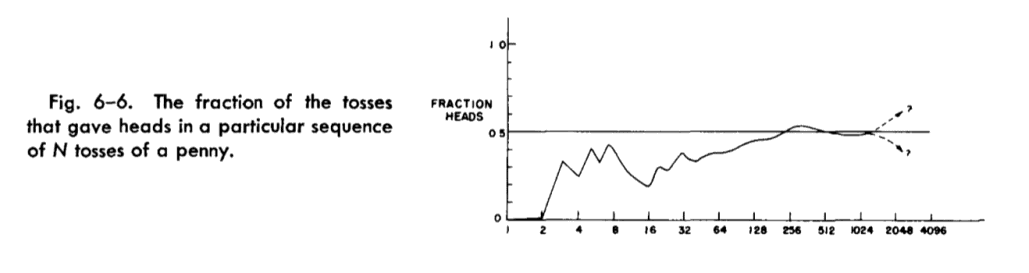 Fig. 6–6. The fraction of the tosses
that gave heads in a particular sequence
of N tosses of a penny.
1 0
FRACTION
HEADS
0 5
0
?
?
1 2 4 8 16 32 64 128 256 512 1024 2048 4096